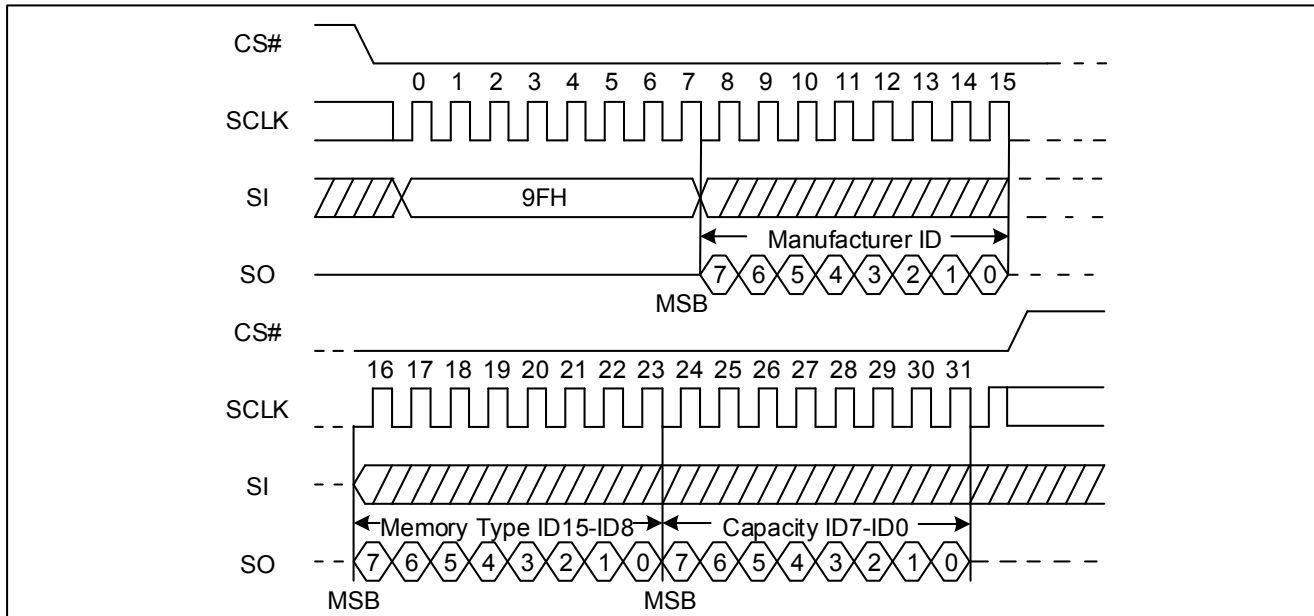 CS#
0 1 2 3 4 5 6 7 8 9 10 11 12 13 14 15
SCLK
SI 9FH
Manufacturer ID
SO 7 6 5 4 3 2 1 0
MSB
CS#
16 17 18 19 20 21 22 23 24 25 26 27 28 29 30 31
SCLK
SI
Memory Type ID15-ID8 Capacity ID7-ID0
SO 7 6 5 4 3 2 1 0 7 6 5 4 3 2 1 0
MSB MSB